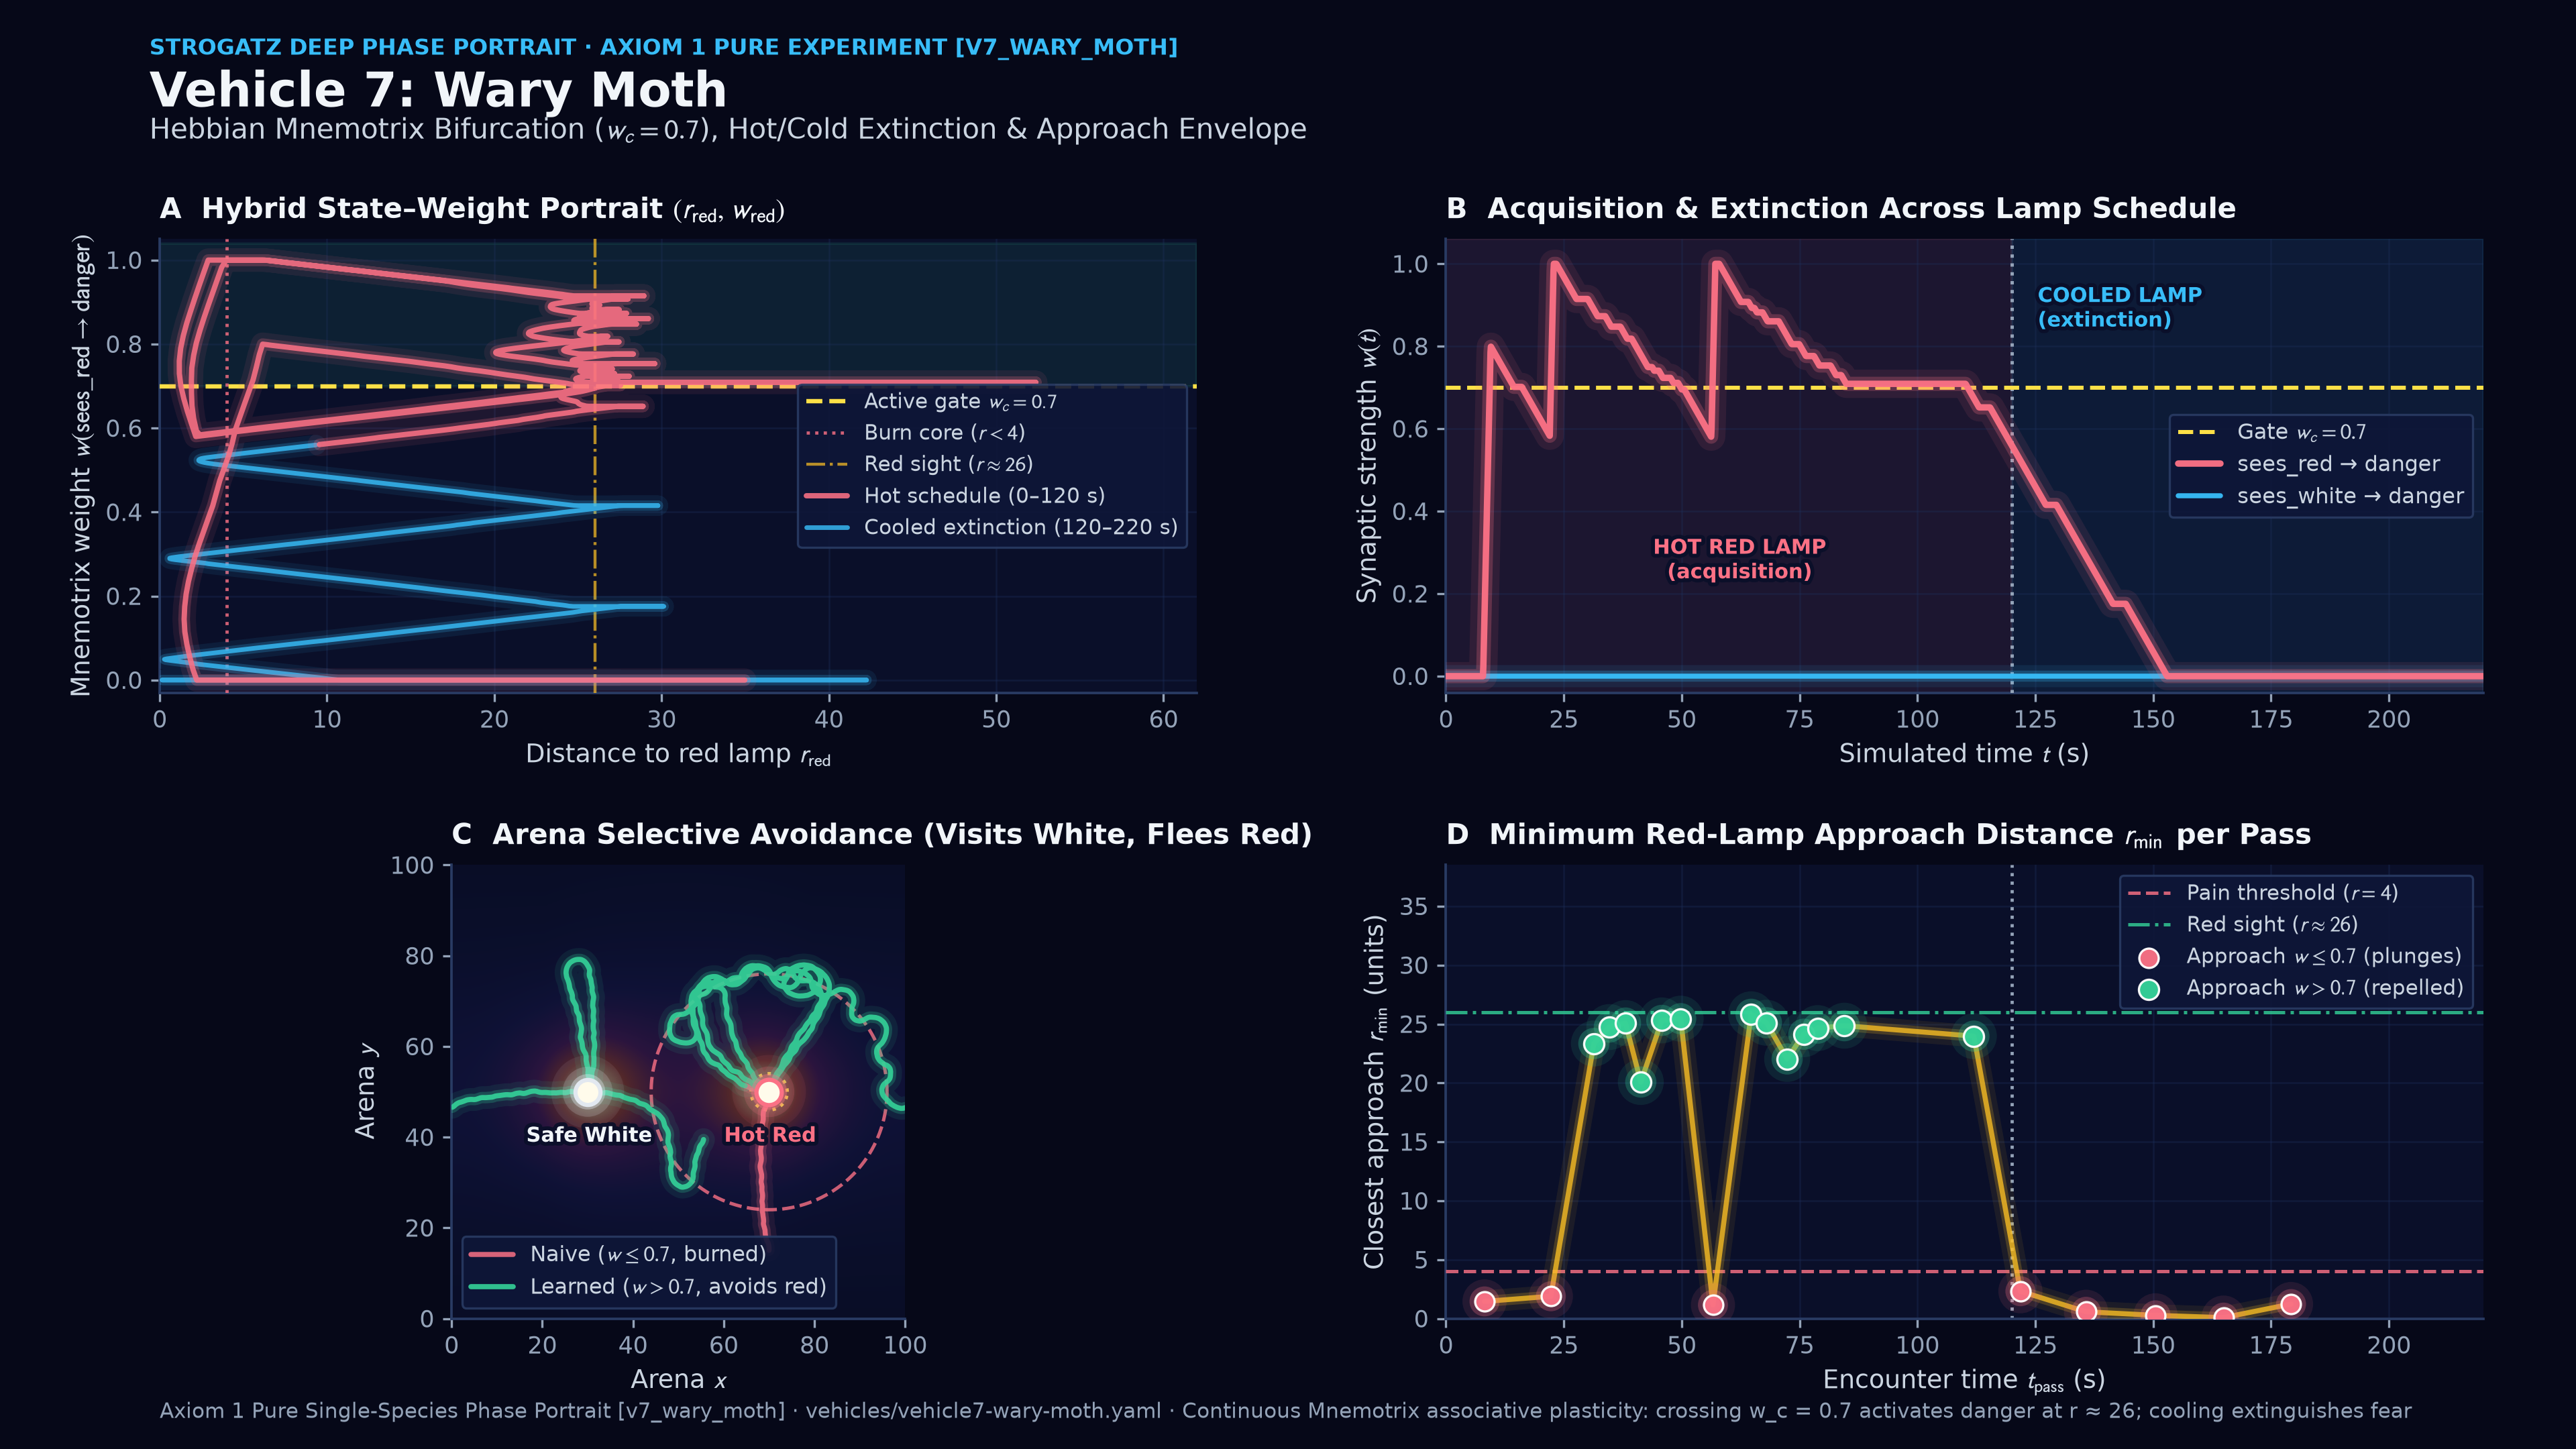 STROGATZ DEEP PHASE PORTRAIT · AXIOM 1 PURE EXPERIMENT [V7_WARY_MOTH]
Vehicle 7: Wary Moth
Hebbian Mnemotrix Bifurcation (w_c = 0.7), Hot/Cold Extinction & Approach Envelope
A Hybrid State–Weight Portrait (r_red, w_red)
Mnemotrix weight w(sees_red → danger)
1.0
0.8
0.6
0.4
0.2
0.0
Active gate w_c = 0.7
Burn core (r < 4)
Red sight (r ≈ 26)
Hot schedule (0–120 s)
Cooled extinction (120–220 s)
0 10 20 30 40 50 60
Distance to red lamp r_red
B Acquisition & Extinction Across Lamp Schedule
Synaptic strength w(t)
1.0
0.8
0.6
0.4
0.2
0.0
COOLED LAMP
(extinction)
HOT RED LAMP
(acquisition)
Gate w_c = 0.7
sees_red → danger
sees_white → danger
0 25 50 75 100 125 150 175 200
Simulated time t (s)
C Arena Selective Avoidance (Visits White, Flees Red)
Arena y
100
80
60
40
20
0
Safe White
Hot Red
Naive (w ≤ 0.7, burned)
Learned (w > 0.7, avoids red)
0 20 40 60 80 100
Arena x
D Minimum Red-Lamp Approach Distance r_min per Pass
Closest approach r_min (units)
35
30
25
20
15
10
5
0
Pain threshold (r = 4)
Red sight (r ≈ 26)
Approach w ≤ 0.7 (plunges)
Approach w > 0.7 (repelled)
0 25 50 75 100 125 150 175 200
Encounter time t_pass (s)
Axiom 1 Pure Single-Species Phase Portrait [v7_wary_moth] · vehicles/vehicle7-wary-moth.yaml · Continuous Mnemotrix associative plasticity: crossing w_c = 0.7 activates danger at r ≈ 26; cooling extinguishes fear